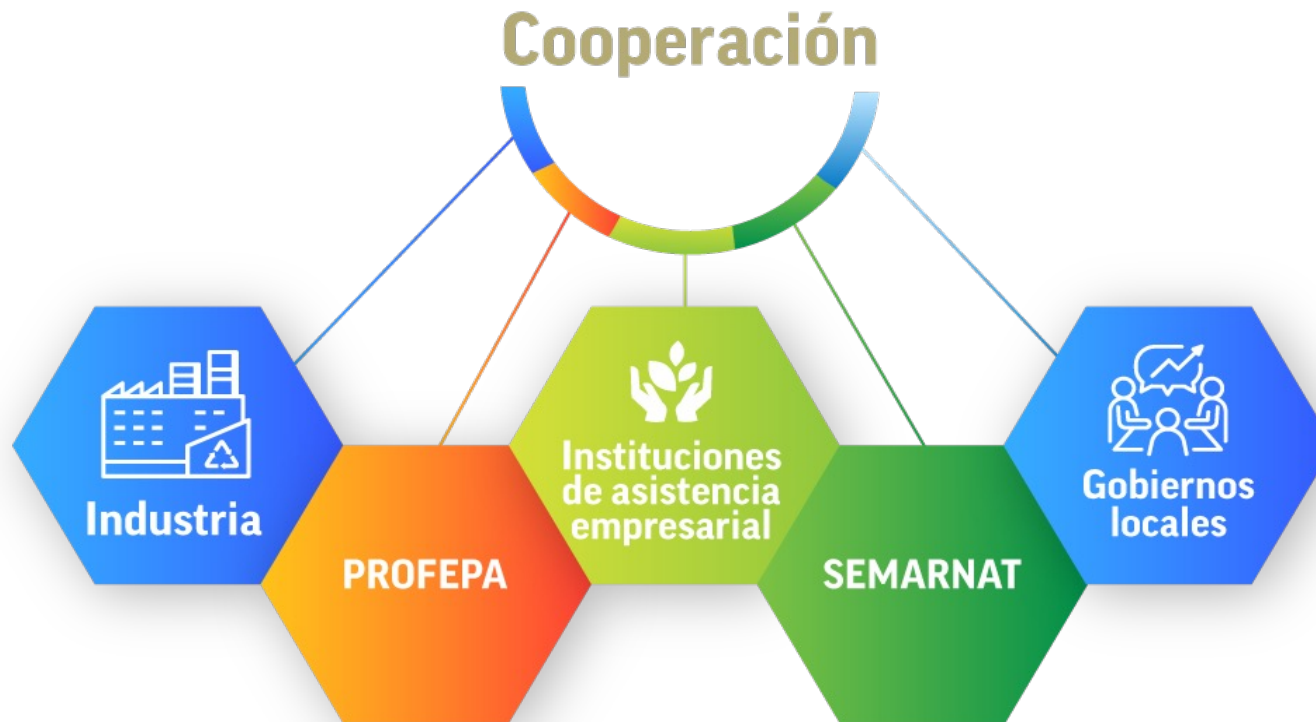 Cooperación
Industria
PROFEPA
Instituciones
de asistencia
empresarial
SEMARNAT
Gobiernos
locales